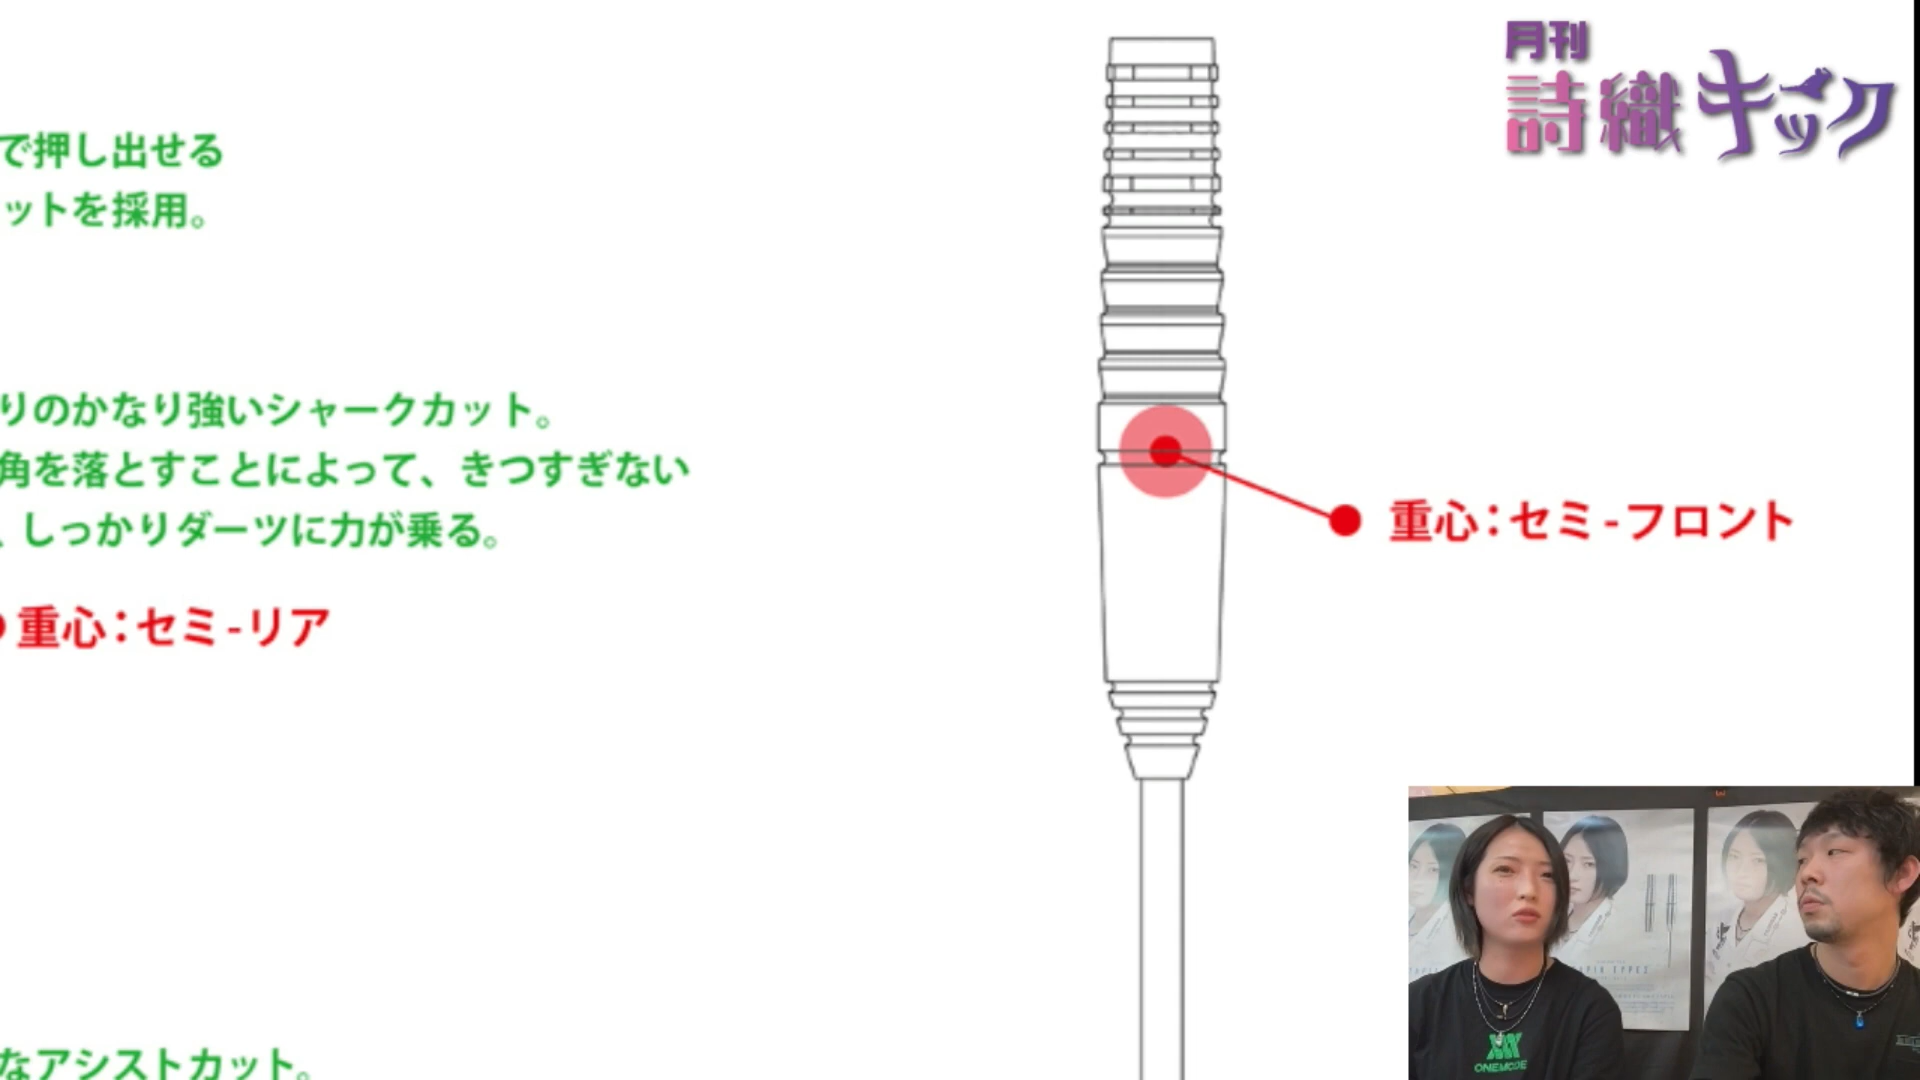 月刊
詩織キック
で押し出せる
ットを採用。
りのかなり強いシャークカット。
角を落とすことによって、きつすぎない
、しっかりダーツに力が乗る。
重心：セミ-フロント
重心：セミ-リア
なアシストカット。
ONEMODE